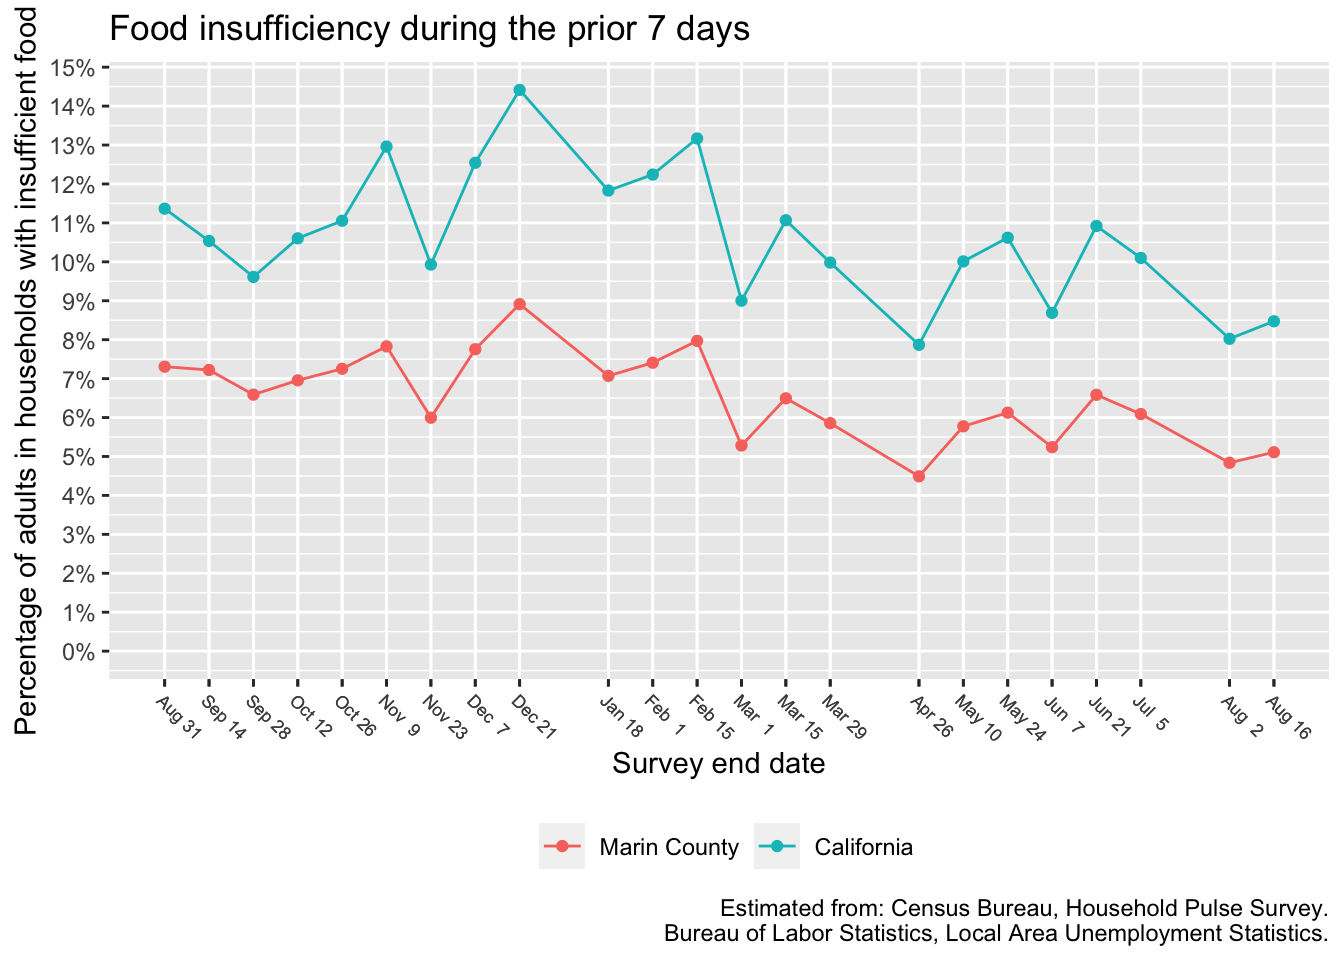 Food insufficiency during the prior 7 days
Percentage of adults in households with insufficient food
15%
14%
13%
12%
11%
10%
9%
8%
7%
6%
5%
4%
3%
2%
1%
0%
Aug 31
Sep 14
Sep 28
Oct 12
Oct 26
Nov 9
Nov 23
Dec 7
Dec 21
Jan 18
Feb 1
Feb 15
Mar 1
Mar 15
Mar 29
Apr 26
May 10
May 24
Jun 7
Jun 21
Jul 5
Aug 2
Aug 16
Survey end date
Marin County
California
Estimated from: Census Bureau, Household Pulse Survey.
Bureau of Labor Statistics, Local Area Unemployment Statistics.